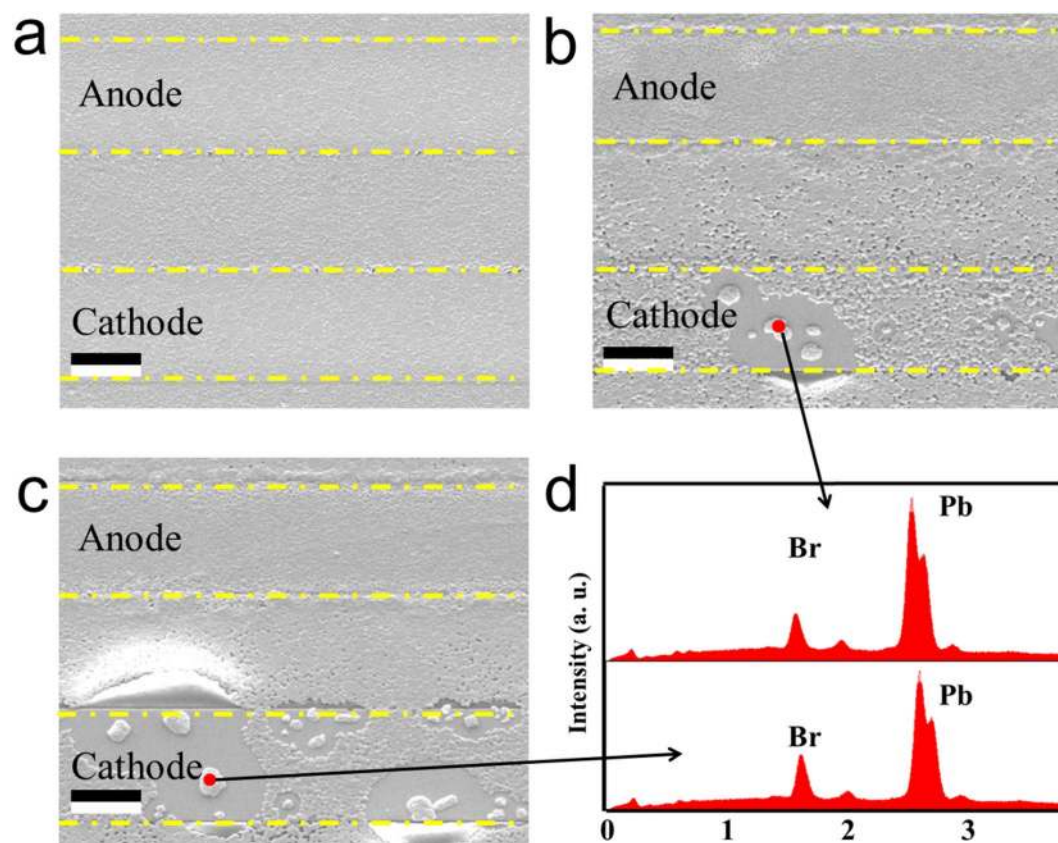 a
Anode
Cathode
b
Anode
Cathode
c
Anode
Cathode
d
Pb
Br
Pb
Br
Intensity (a. u.)
0 1 2 3